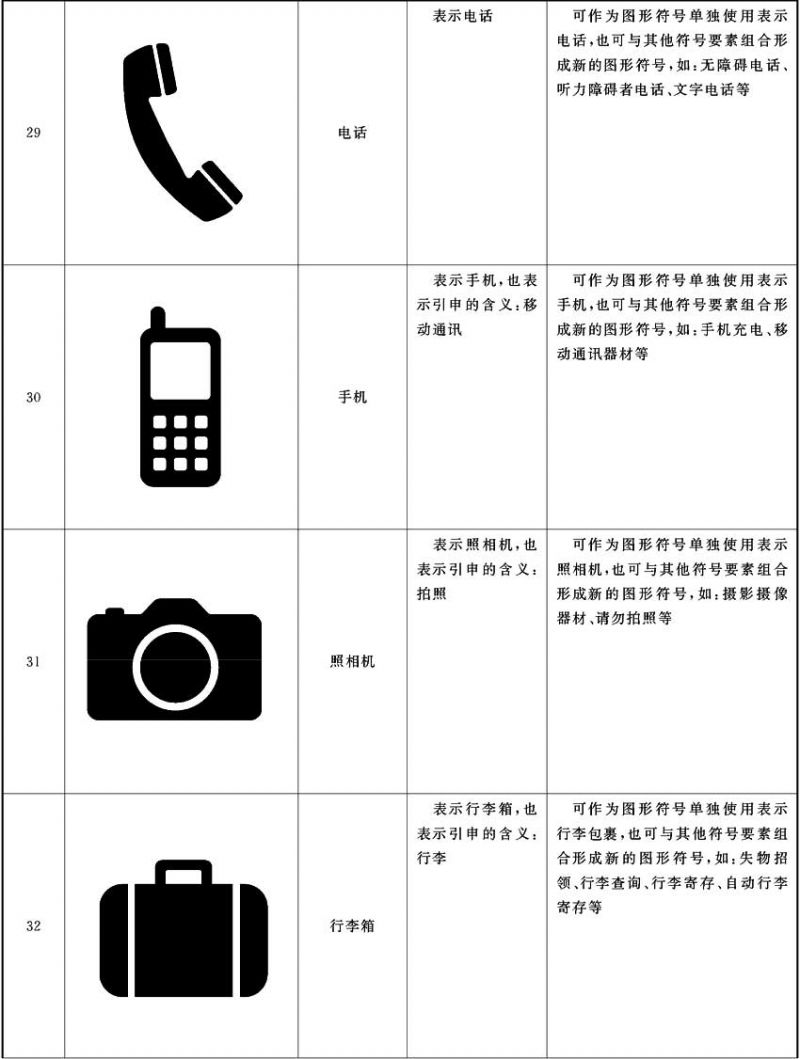 29
电话
表示电话
可作为图形符号单独使用表示
电话,也可与其他符号要素组合形
成新的图形符号,如:无障碍电话、
听力障碍者电话、文字电话等
30
手机
表示手机,也表
示引申的含义:移
动通讯
可作为图形符号单独使用表示
手机,也可与其他符号要素组合形
成新的图形符号,如:手机充电、移
动通讯器材等
31
照相机
表示照相机,也
表示引申的含义:
拍照
可作为图形符号单独使用表示
照相机,也可与其他符号要素组合
形成新的图形符号,如:摄影摄像
器材、请勿拍照等
32
行李箱
表示行李箱,也
表示引申的含义:
行李
可作为图形符号单独使用表示
行李包裹,也可与其他符号要素组
合形成新的图形符号,如:失物招
领、行李查询、行李寄存、自动行李
寄存等